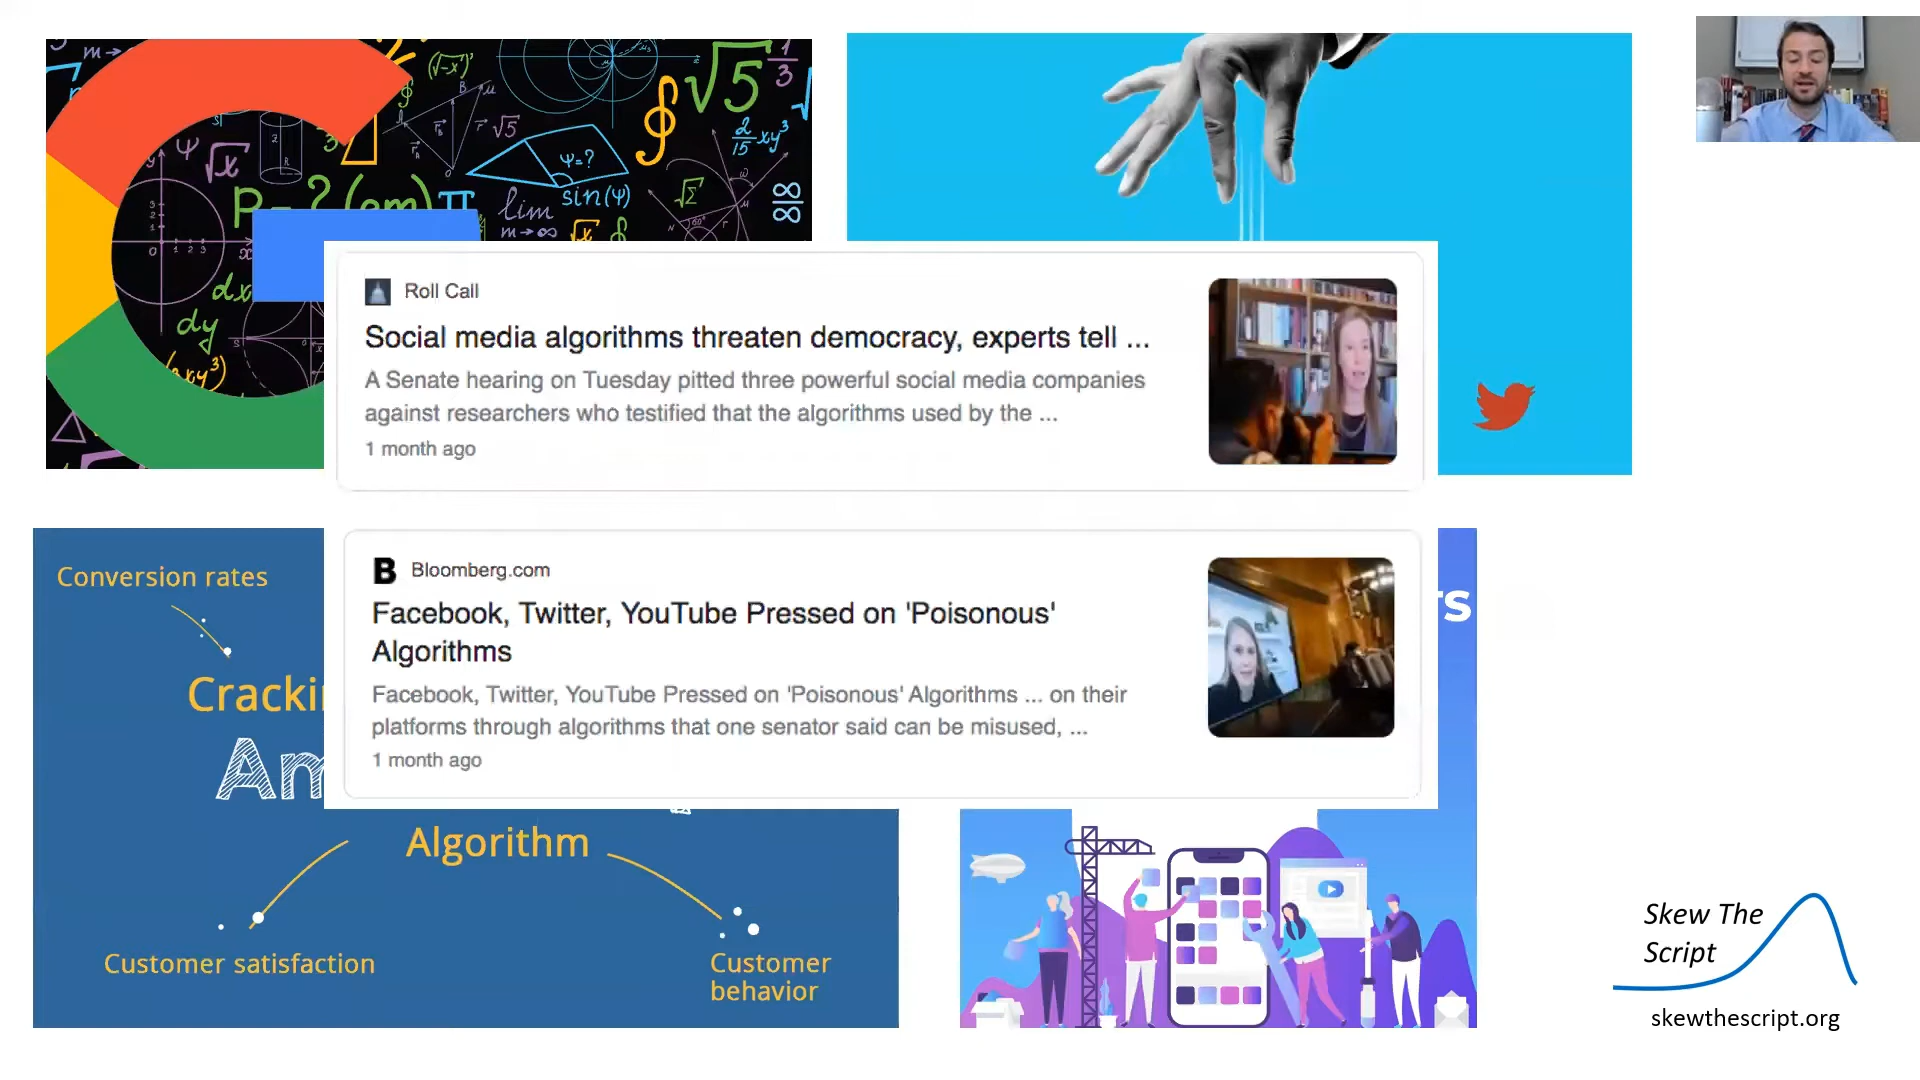 Roll Call
Social media algorithms threaten democracy, experts tell ...
A Senate hearing on Tuesday pitted three powerful social media companies
against researchers who testified that the algorithms used by the ...
1 month ago
B Bloomberg.com
Facebook, Twitter, YouTube Pressed on 'Poisonous'
Algorithms
Facebook, Twitter, YouTube Pressed on 'Poisonous' Algorithms ... on their
platforms through algorithms that one senator said can be misused, ...
1 month ago
Conversion rates
Cracki
Am
Algorithm
Customer satisfaction
Customer
behavior
Skew The
Script
skewthescript.org